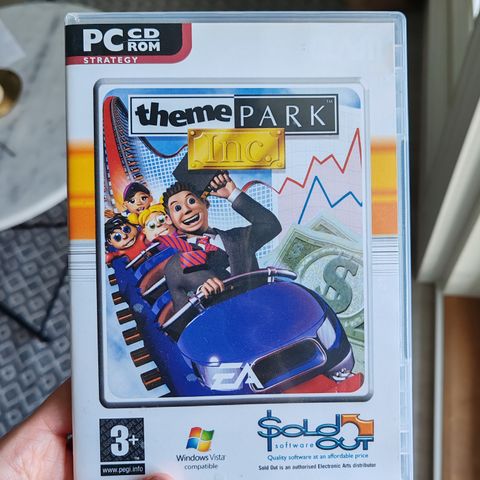 PC CD
ROM
STRATEGY
theme PARK™
Inc.
EA
3+
www.pegi.info
Windows Vista
compatible
Sold
software OUT
Quality software at an affordable price
Sold Out is an authorised Electronic Arts distributor